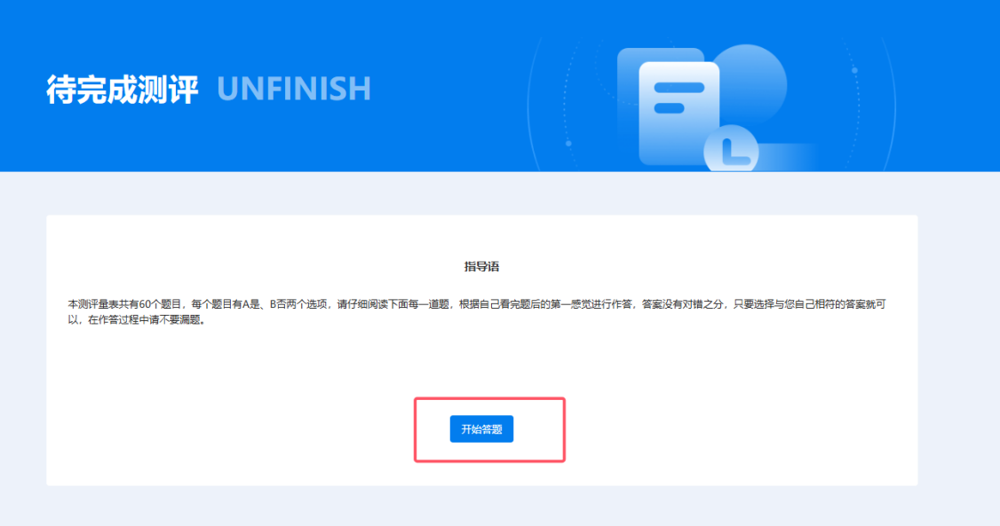 待完成测评 UNFINISH
指导语
本测评量表共有60个题目，每个题目有A是、B否两个选项，请仔细阅读下面每一道题，根据自己看完题后的第一感觉进行作答，答案没有对错之分，只要选择与您自己相符的答案就可
以，在作答过程中请不要漏题。
开始答题